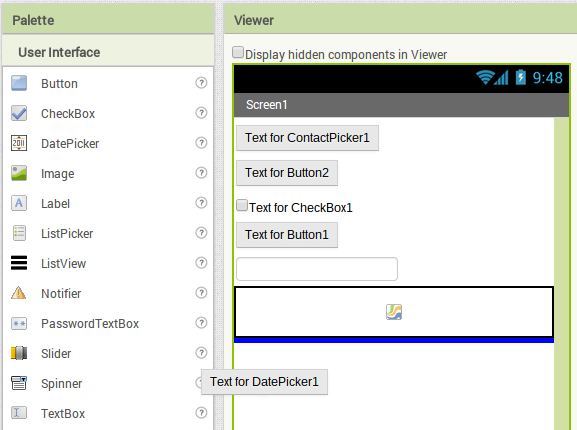 Palette
User Interface
Button ?
CheckBox ?
DatePicker ?
Image ?
Label ?
ListPicker ?
ListView ?
Notifier ?
PasswordTextBox ?
Slider ?
Spinner
TextBox ?
Viewer
Display hidden components in Viewer
9:48
Screen1
Text for ContactPicker1
Text for Button2
Text for CheckBox1
Text for Button1
Text for DatePicker1